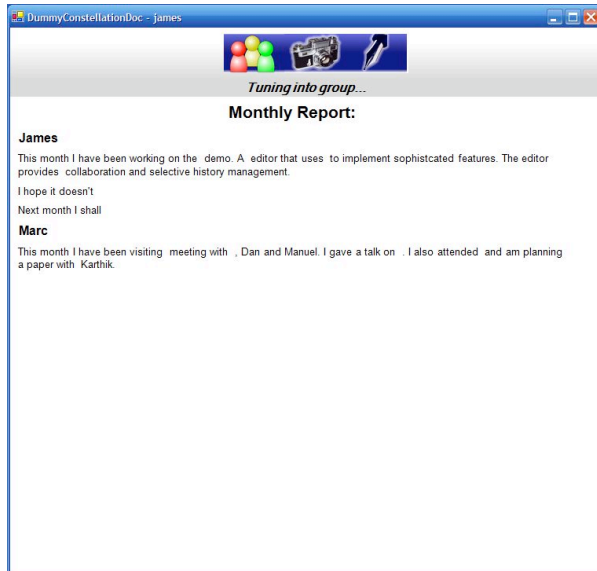 DummyConstellationDoc - james
Tuning into group...
Monthly Report:
James
This month I have been working on the  demo. A  editor that uses  to implement sophistcated  features. The editor
provides  collaboration and selective history management.
I hope it doesn't
Next month I shall
Marc
This month I have been visiting  meeting with  , Dan and Manuel. I gave a talk on  . I also attended  and am planning
a paper with  Karthik.